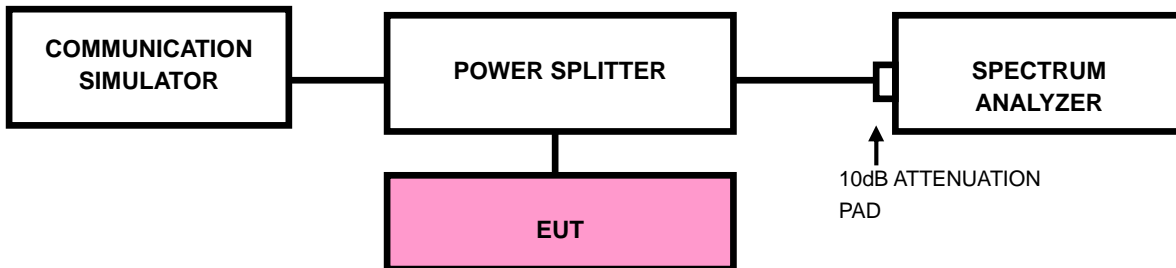 COMMUNICATION
SIMULATOR
POWER SPLITTER
SPECTRUM
ANALYZER
10dB ATTENUATION
PAD
EUT